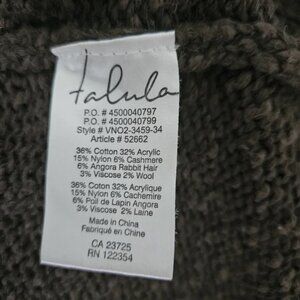 talula
P.O. # 4500040797
P.O. # 4500040799
Style # VNO2-3459-34
Article # 52662
36% Cotton 32% Acrylic
15% Nylon 6% Cashmere
6% Angora Rabbit Hair
3% Viscose 2% Wool
36% Coton 32% Acrylique
15% Nylon 6% Cachemire
6% Poil de Lapin Angora
3% Viscose 2% Laine
Made in China
Fabriqué en Chine
CA 23725
RN 122354